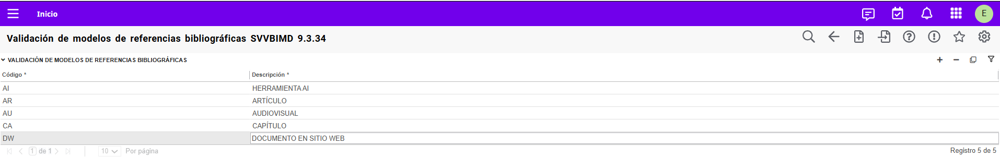 Inicio
E
Validación de modelos de referencias bibliográficas SVVBIMD 9.3.34
VALIDACIÓN DE MODELOS DE REFERENCIAS BIBLIOGRÁFICAS
Código * Descripción *
AI HERRAMIENTA AI
AR ARTÍCULO
AU AUDIOVISUAL
CA CAPÍTULO
DW DOCUMENTO EN SITIO WEB
1 de 1 10 Por página Registro 5 de 5